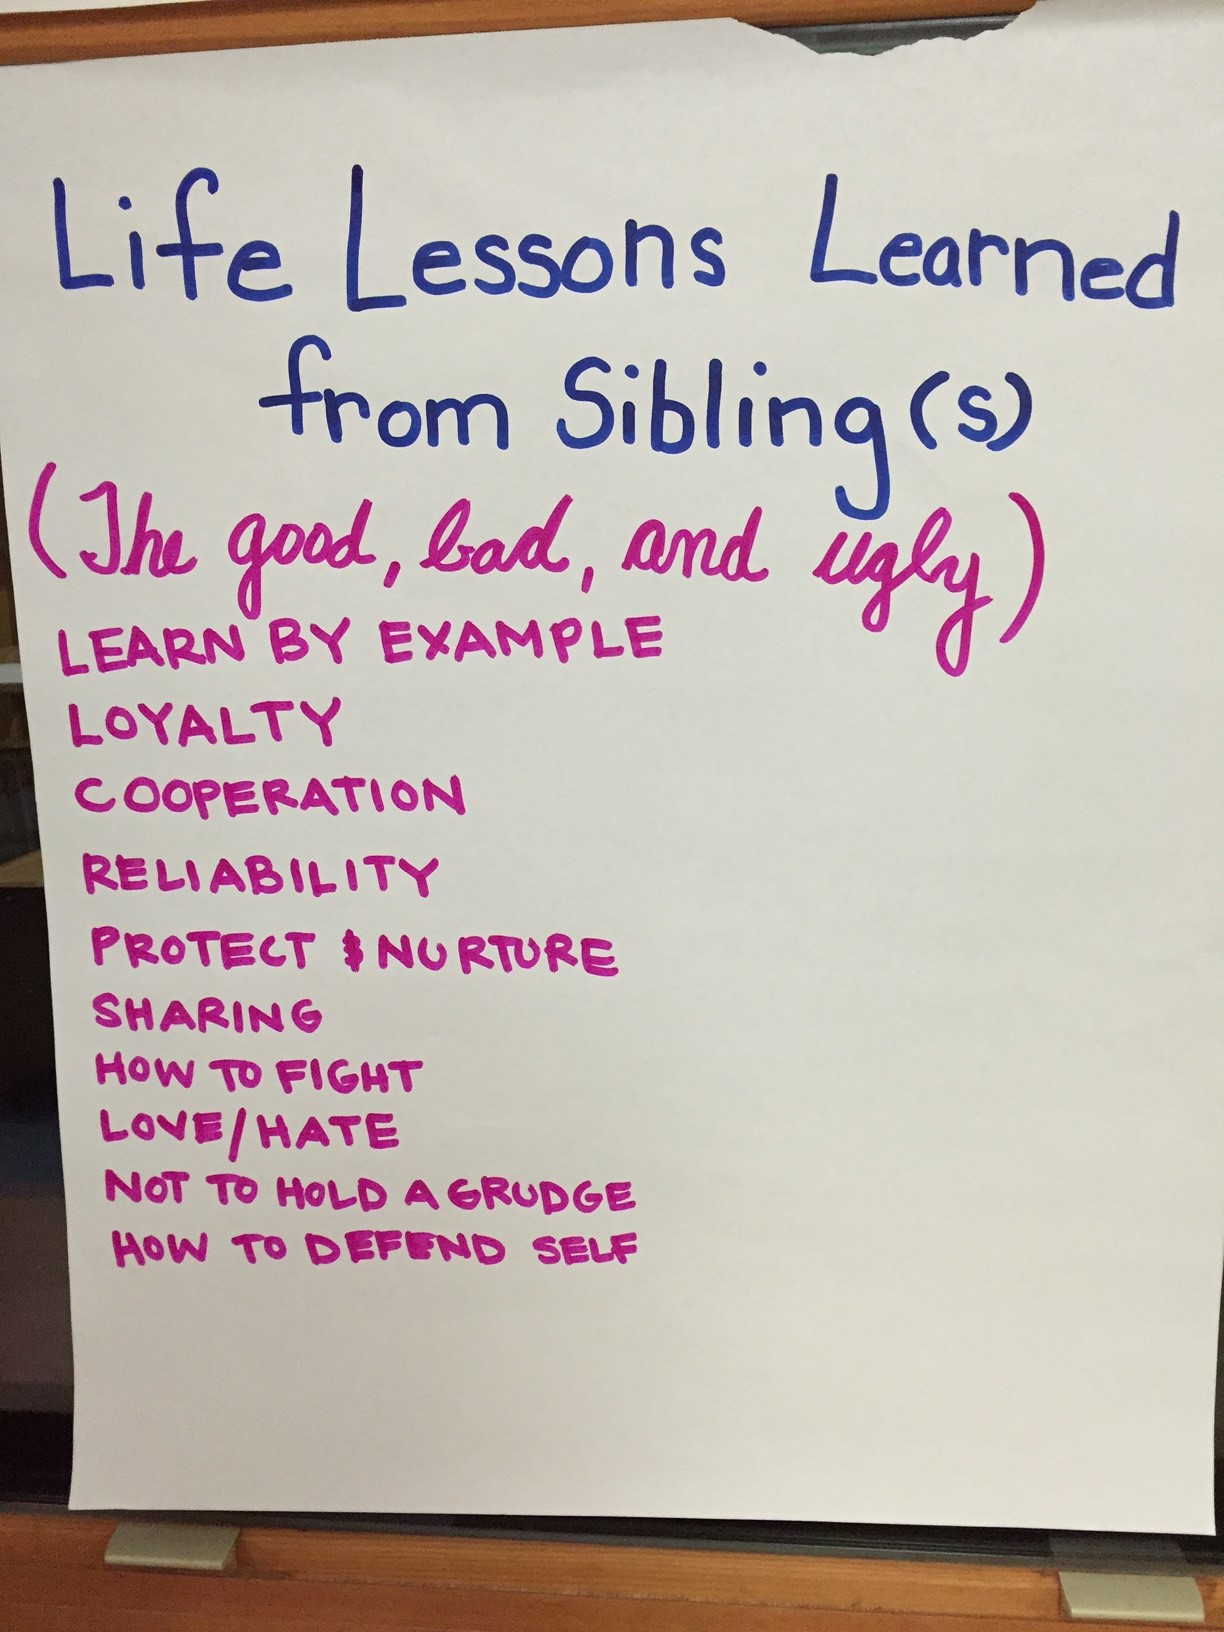 Life Lessons Learned
from Sibling(s)
(The good, bad, and ugly)
LEARN BY EXAMPLE
LOYALTY
COOPERATION
RELIABILITY
PROTECT & NURTURE
SHARING
HOW TO FIGHT
LOVE/HATE
NOT TO HOLD A GRUDGE
HOW TO DEFEND SELF